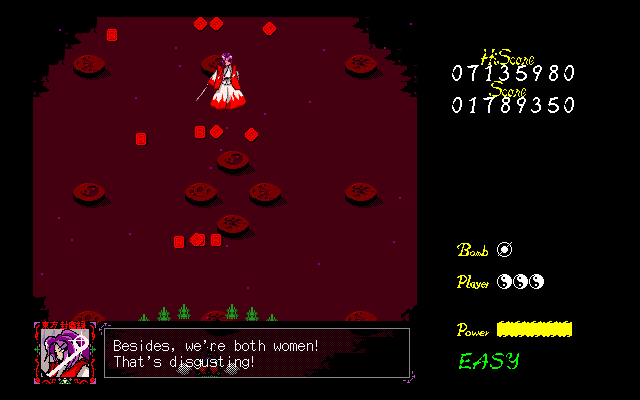 HiScore
07135980
Score
01789350
Bomb
Player
Power
EASY
Besides, we're both women!
That's disgusting!